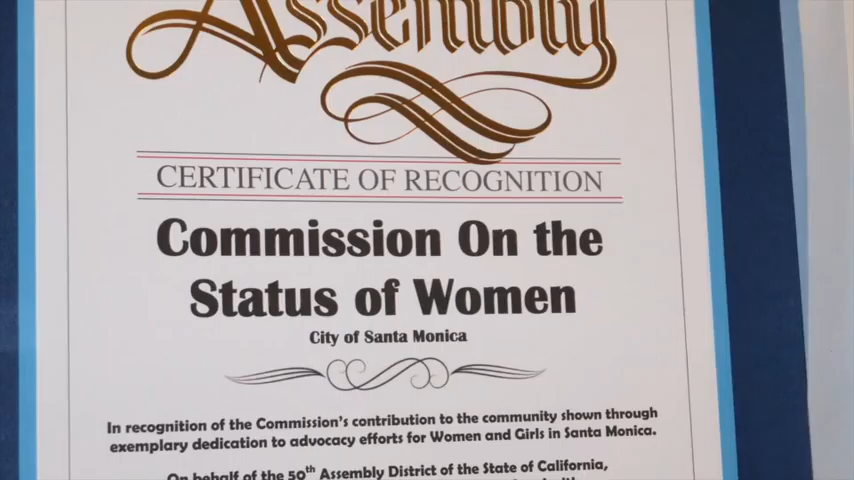 Assembly
CERTIFICATE OF RECOGNITION
Commission On the
Status of Women
City of Santa Monica
In recognition of the Commission's contribution to the community shown through
exemplary dedication to advocacy efforts for Women and Girls in Santa Monica.
On behalf of the 50th Assembly District of the State of California,